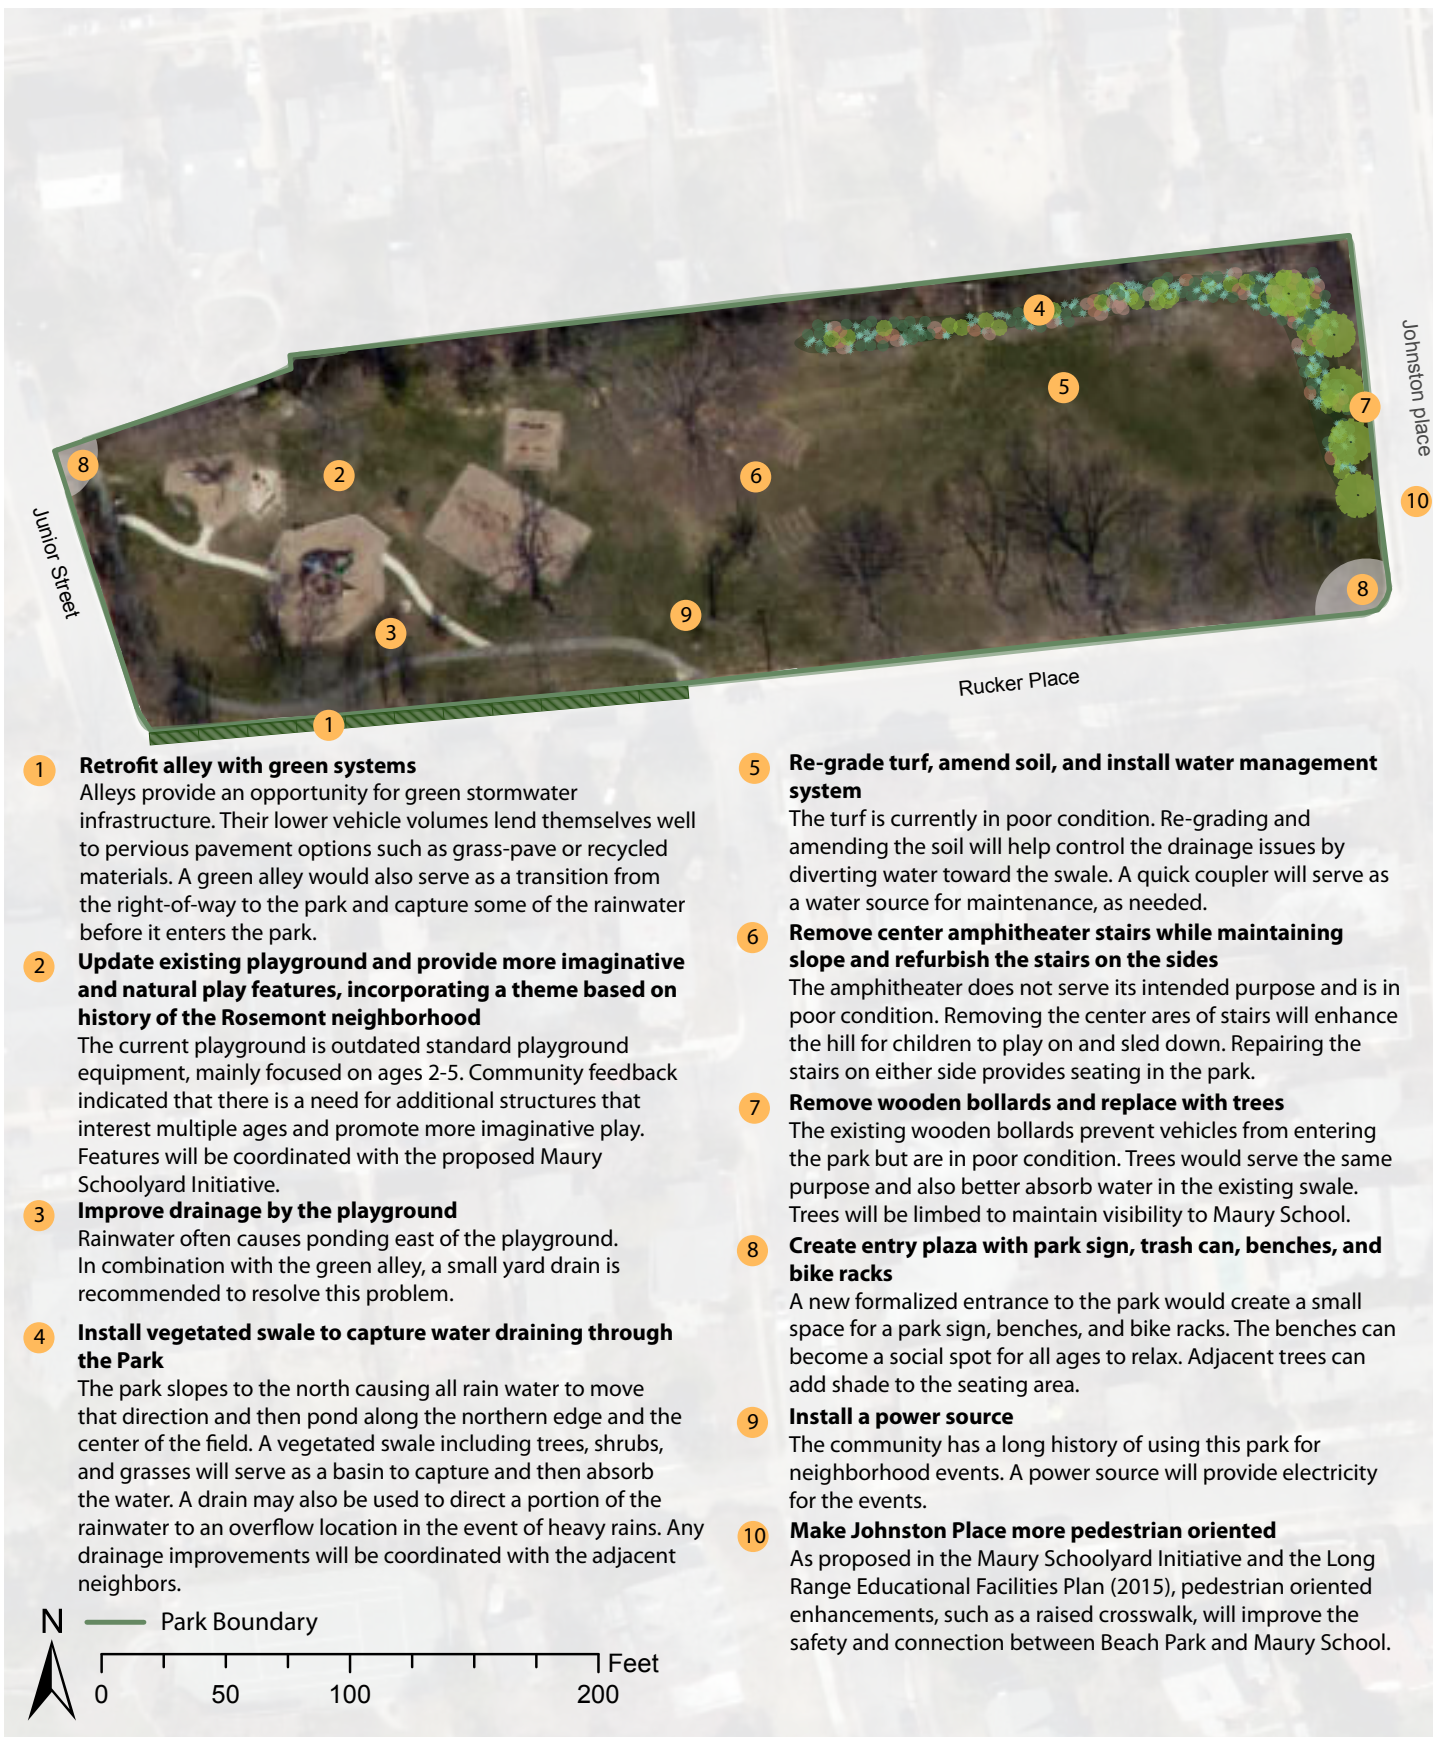 4
Johnston place
5
7
8
2
6
10
Junior Street
8
9
3
Rucker Place
1
1
Retrofit alley with green systems
Alleys provide an opportunity for green stormwater
infrastructure. Their lower vehicle volumes lend themselves well
to pervious pavement options such as grass-pave or recycled
materials. A green alley would also serve as a transition from
the right-of-way to the park and capture some of the rainwater
before it enters the park.
2
Update existing playground and provide more imaginative
and natural play features, incorporating a theme based on
history of the Rosemont neighborhood
The current playground is outdated standard playground
equipment, mainly focused on ages 2-5. Community feedback
indicated that there is a need for additional structures that
interest multiple ages and promote more imaginative play.
Features will be coordinated with the proposed Maury
Schoolyard Initiative.
3
Improve drainage by the playground
Rainwater often causes ponding east of the playground.
In combination with the green alley, a small yard drain is
recommended to resolve this problem.
4
Install vegetated swale to capture water draining through
the Park
The park slopes to the north causing all rain water to move
that direction and then pond along the northern edge and the
center of the field. A vegetated swale including trees, shrubs,
and grasses will serve as a basin to capture and then absorb
the water. A drain may also be used to direct a portion of the
rainwater to an overflow location in the event of heavy rains. Any
drainage improvements will be coordinated with the adjacent
neighbors.
5
Re-grade turf, amend soil, and install water management
system
The turf is currently in poor condition. Re-grading and
amending the soil will help control the drainage issues by
diverting water toward the swale. A quick coupler will serve as
a water source for maintenance, as needed.
6
Remove center amphitheater stairs while maintaining
slope and refurbish the stairs on the sides
The amphitheater does not serve its intended purpose and is in
poor condition. Removing the center ares of stairs will enhance
the hill for children to play on and sled down. Repairing the
stairs on either side provides seating in the park.
7
Remove wooden bollards and replace with trees
The existing wooden bollards prevent vehicles from entering
the park but are in poor condition. Trees would serve the same
purpose and also better absorb water in the existing swale.
Trees will be limbed to maintain visibility to Maury School.
8
Create entry plaza with park sign, trash can, benches, and
bike racks
A new formalized entrance to the park would create a small
space for a park sign, benches, and bike racks. The benches can
become a social spot for all ages to relax. Adjacent trees can
add shade to the seating area.
9
Install a power source
The community has a long history of using this park for
neighborhood events. A power source will provide electricity
for the events.
10
Make Johnston Place more pedestrian oriented
As proposed in the Maury Schoolyard Initiative and the Long
Range Educational Facilities Plan (2015), pedestrian oriented
enhancements, such as a raised crosswalk, will improve the
safety and connection between Beach Park and Maury School.
N
Park Boundary
Feet
0 50 100 200